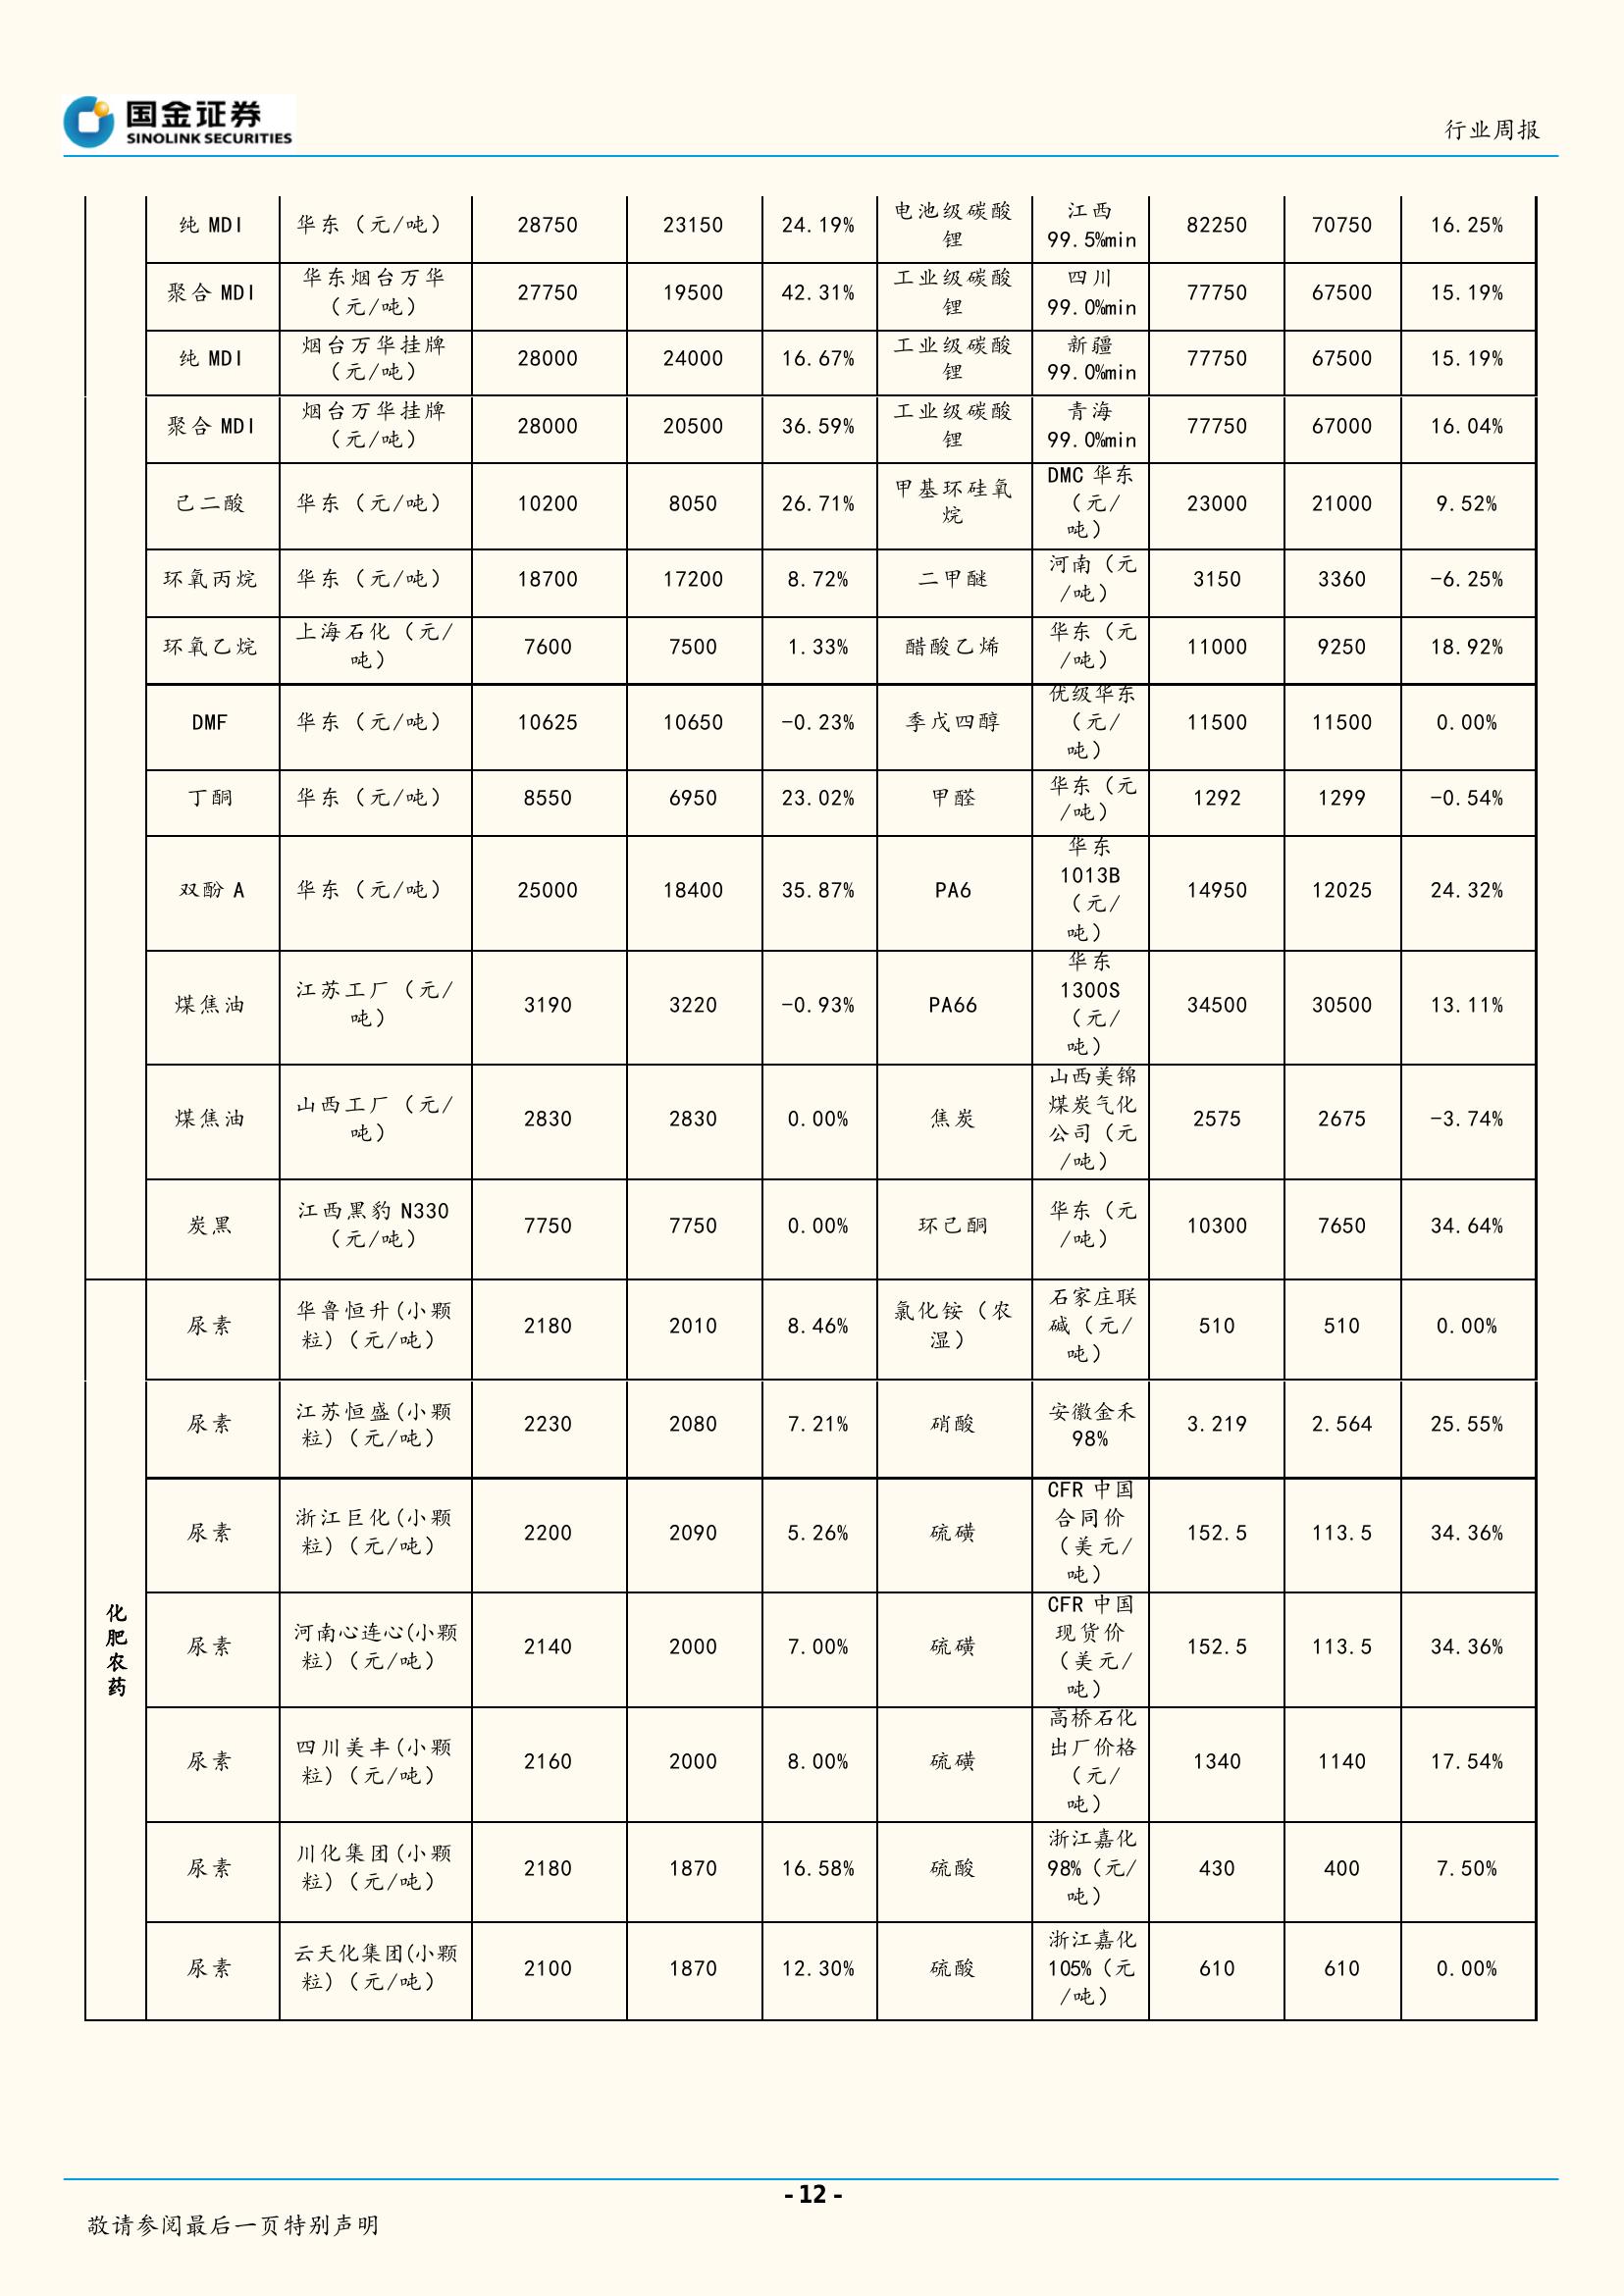 国金证券
SINOLINK SECURITIES
行业周报
纯 MDI 华东（元/吨） 28750 23150 24.19% 电池级碳酸锂 江西 99.5%min 82250 70750 16.25%
聚合 MDI 华东烟台万华（元/吨） 27750 19500 42.31% 工业级碳酸锂 四川 99.0%min 77750 67500 15.19%
纯 MDI 烟台万华挂牌（元/吨） 28000 24000 16.67% 工业级碳酸锂 新疆 99.0%min 77750 67500 15.19%
聚合 MDI 烟台万华挂牌（元/吨） 28000 20500 36.59% 工业级碳酸锂 青海 99.0%min 77750 67000 16.04%
己二酸 华东（元/吨） 10200 8050 26.71% 甲基环硅氧烷 DMC 华东（元/吨） 23000 21000 9.52%
环氧丙烷 华东（元/吨） 18700 17200 8.72% 二甲醚 河南（元/吨） 3150 3360 -6.25%
环氧乙烷 上海石化（元/吨） 7600 7500 1.33% 醋酸乙烯 华东（元/吨） 11000 9250 18.92%
DMF 华东（元/吨） 10625 10650 -0.23% 季戊四醇 优级华东（元/吨） 11500 11500 0.00%
丁酮 华东（元/吨） 8550 6950 23.02% 甲醛 华东（元/吨） 1292 1299 -0.54%
双酚 A 华东（元/吨） 25000 18400 35.87% PA6 华东 1013B（元/吨） 14950 12025 24.32%
煤焦油 江苏工厂（元/吨） 3190 3220 -0.93% PA66 华东 1300S（元/吨） 34500 30500 13.11%
煤焦油 山西工厂（元/吨） 2830 2830 0.00% 焦炭 山西美锦煤炭气化公司（元/吨） 2575 2675 -3.74%
炭黑 江西黑豹 N330（元/吨） 7750 7750 0.00% 环己酮 华东（元/吨） 10300 7650 34.64%
化肥农药
尿素 华鲁恒升(小颗粒)（元/吨） 2180 2010 8.46% 氯化铵（农湿） 石家庄联碱（元/吨） 510 510 0.00%
尿素 江苏恒盛(小颗粒)（元/吨） 2230 2080 7.21% 硝酸 安徽金禾 98% 3.219 2.564 25.55%
尿素 浙江巨化(小颗粒)（元/吨） 2200 2090 5.26% 硫磺 CFR 中国合同价（美元/吨） 152.5 113.5 34.36%
尿素 河南心连心(小颗粒)（元/吨） 2140 2000 7.00% 硫磺 CFR 中国现货价（美元/吨） 152.5 113.5 34.36%
尿素 四川美丰(小颗粒)（元/吨） 2160 2000 8.00% 硫磺 高桥石化出厂价格（元/吨） 1340 1140 17.54%
尿素 川化集团(小颗粒)（元/吨） 2180 1870 16.58% 硫酸 浙江嘉化 98%（元/吨） 430 400 7.50%
尿素 云天化集团(小颗粒)（元/吨） 2100 1870 12.30% 硫酸 浙江嘉化 105%（元/吨） 610 610 0.00%
- 12 -
敬请参阅最后一页特别声明